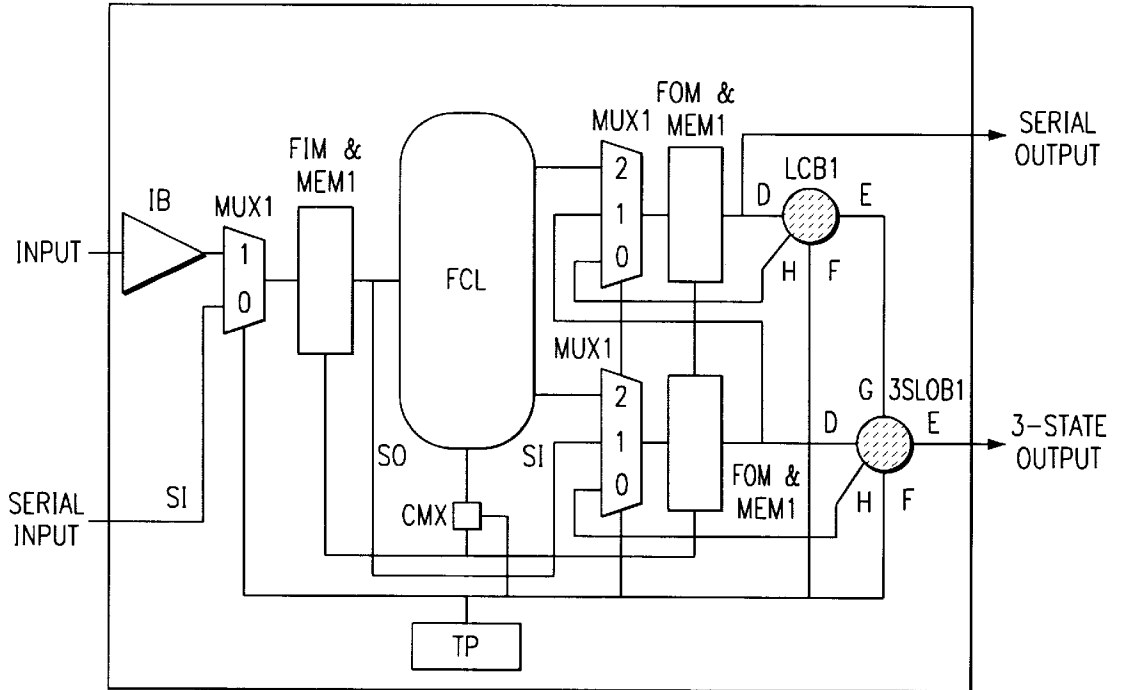 FOM &
MEM1
MUX1
SERIAL
OUTPUT
FIM &
MEM1
LCB1
IB
MUX1
2
D
E
INPUT
1
1
FCL
0
H
F
0
MUX1
G
3SLOB1
2
D
E
3-STATE
OUTPUT
SO
SI
1
FOM &
MEM1
H
F
0
SERIAL
INPUT
SI
CMX
TP